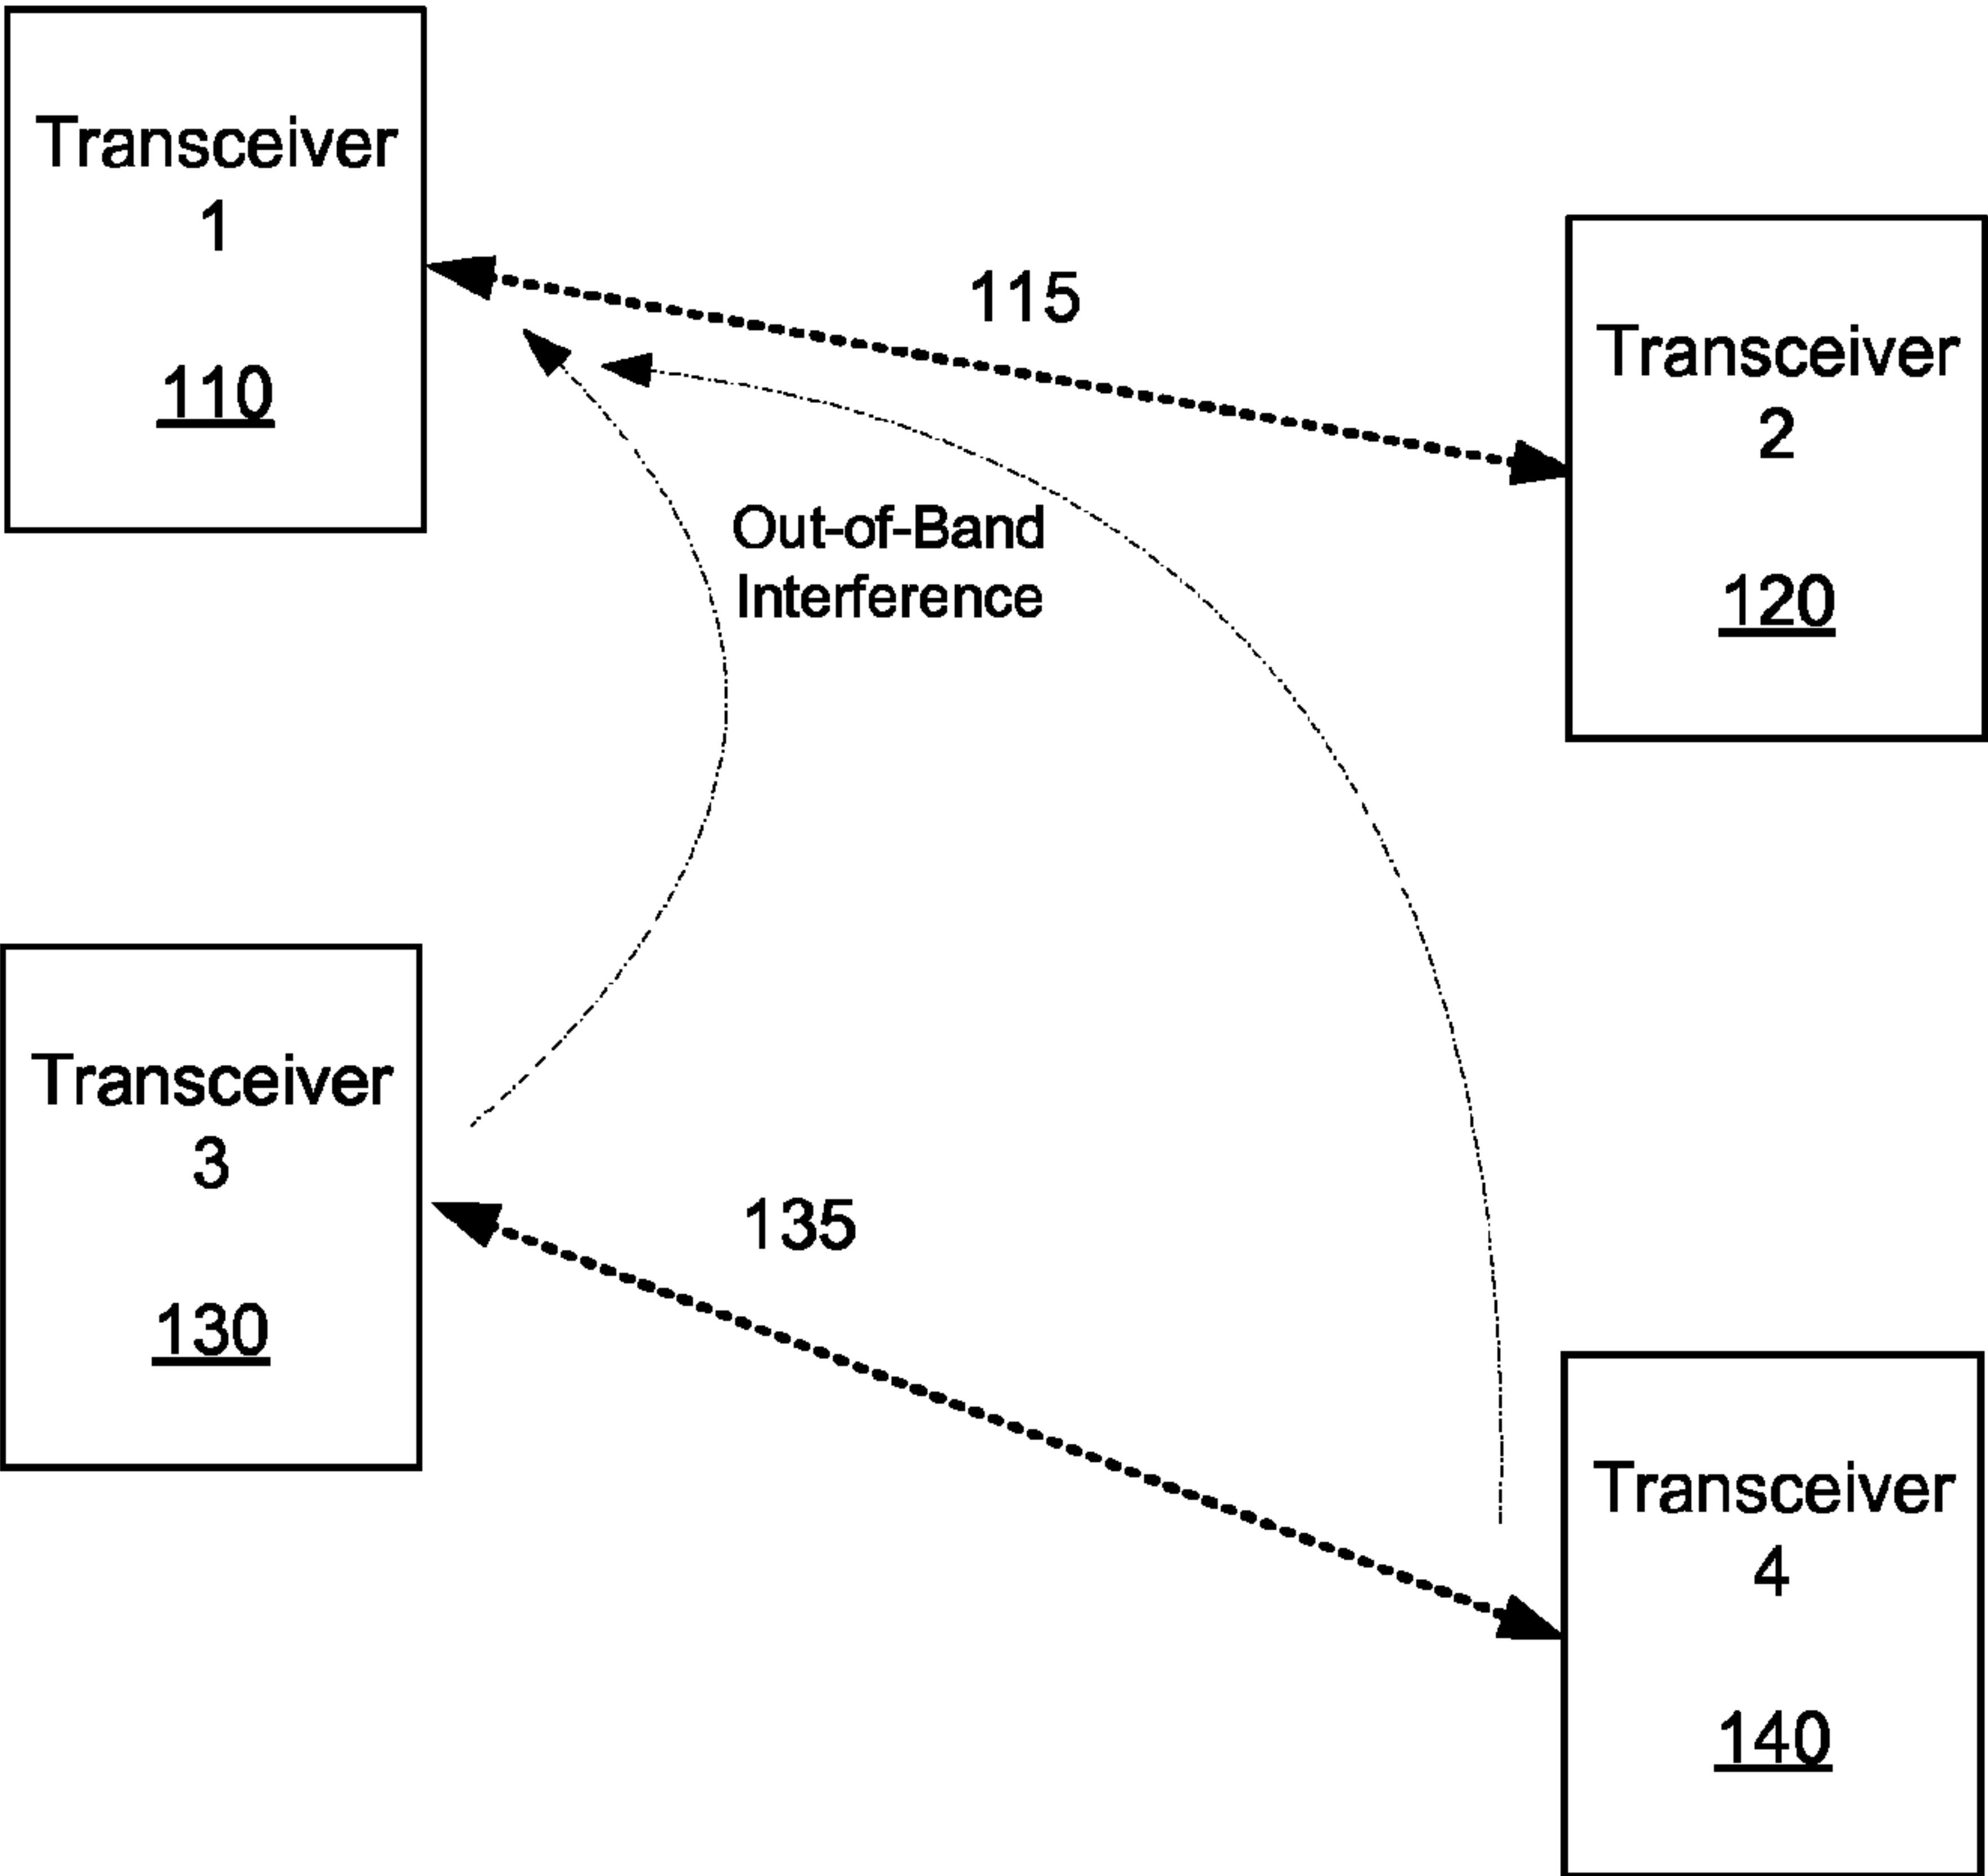 Transceiver
1
110
115
Transceiver
2
120
Out-of-Band
Interference
Transceiver
3
130
135
Transceiver
4
140